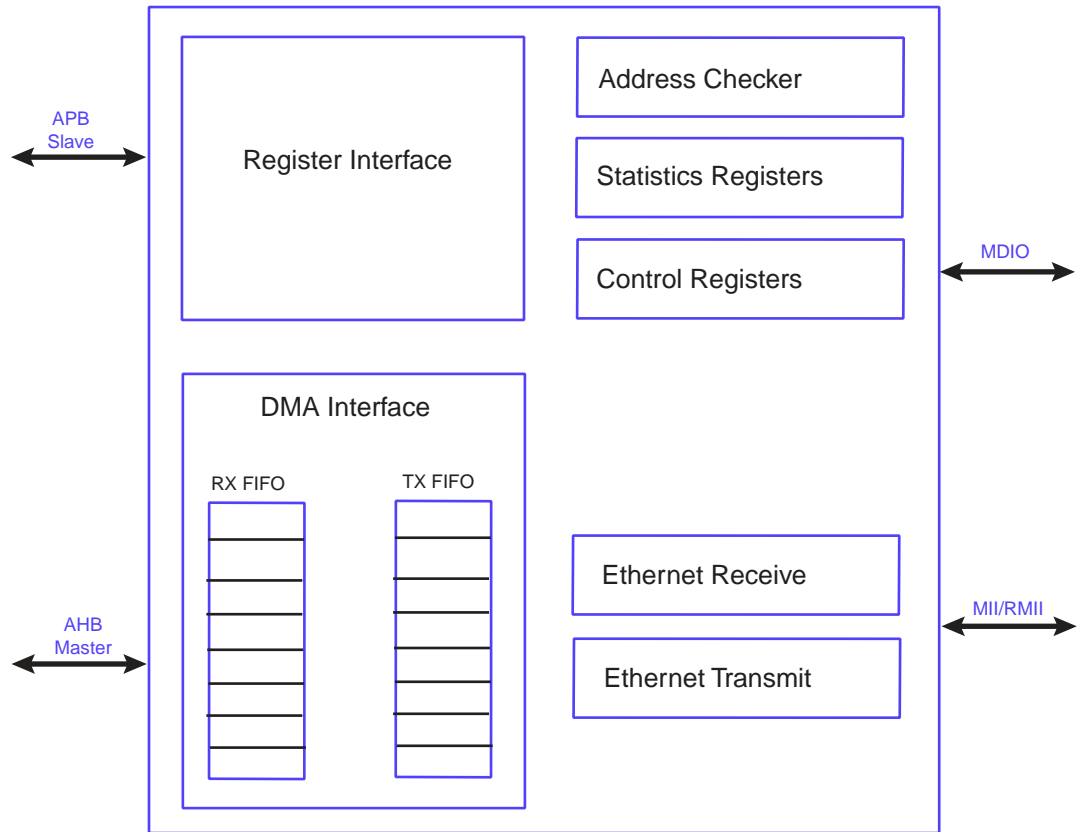 APB
Slave
Register Interface
Address Checker
Statistics Registers
Control Registers
MDIO
DMA Interface
RX FIFO
TX FIFO
Ethernet Receive
Ethernet Transmit
AHB
Master
MII/RMII